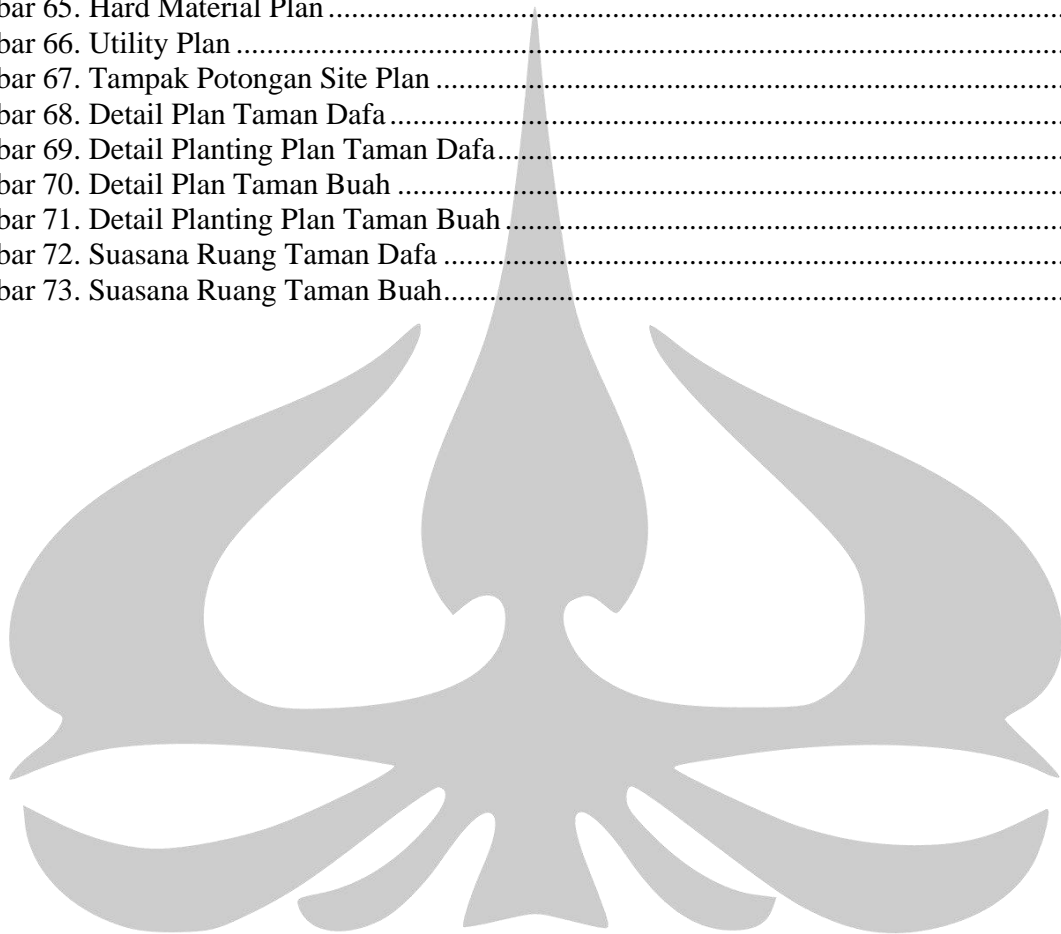 bar 65. Hard Material Plan ........................................................................................................
bar 66. Utility Plan ........................................................................................................
bar 67. Tampak Potongan Site Plan ........................................................................................................
bar 68. Detail Plan Taman Dafa ........................................................................................................
bar 69. Detail Planting Plan Taman Dafa........................................................................................................
bar 70. Detail Plan Taman Buah ........................................................................................................
bar 71. Detail Planting Plan Taman Buah ........................................................................................................
bar 72. Suasana Ruang Taman Dafa ........................................................................................................
bar 73. Suasana Ruang Taman Buah........................................................................................................